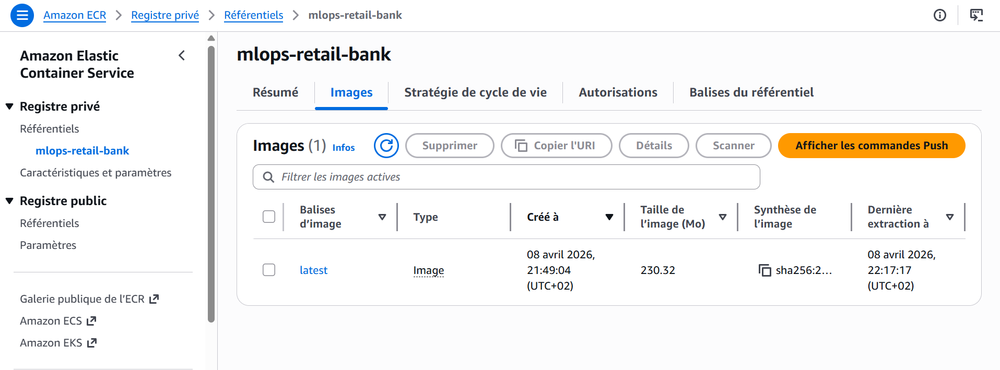 Amazon ECR > Registre privé > Référentiels > mlops-retail-bank
Amazon Elastic
Container Service
Registre privé
Référentiels
mlops-retail-bank
Caractéristiques et paramètres
Registre public
Référentiels
Paramètres
Galerie publique de l’ECR
Amazon ECS
Amazon EKS
mlops-retail-bank
Résumé Images Stratégie de cycle de vie Autorisations Balises du référentiel
Images (1) Infos Supprimer Copier l'URI Détails Scanner Afficher les commandes Push
Filtrer les images actives
Balises
d’image
Type
Créé à
Taille de
l’image (Mo)
Synthèse de
l’image
Dernière
extraction à
latest
Image
08 avril 2026,
21:49:04
(UTC+02)
230.32
sha256:2...
08 avril 2026,
22:17:17
(UTC+02)